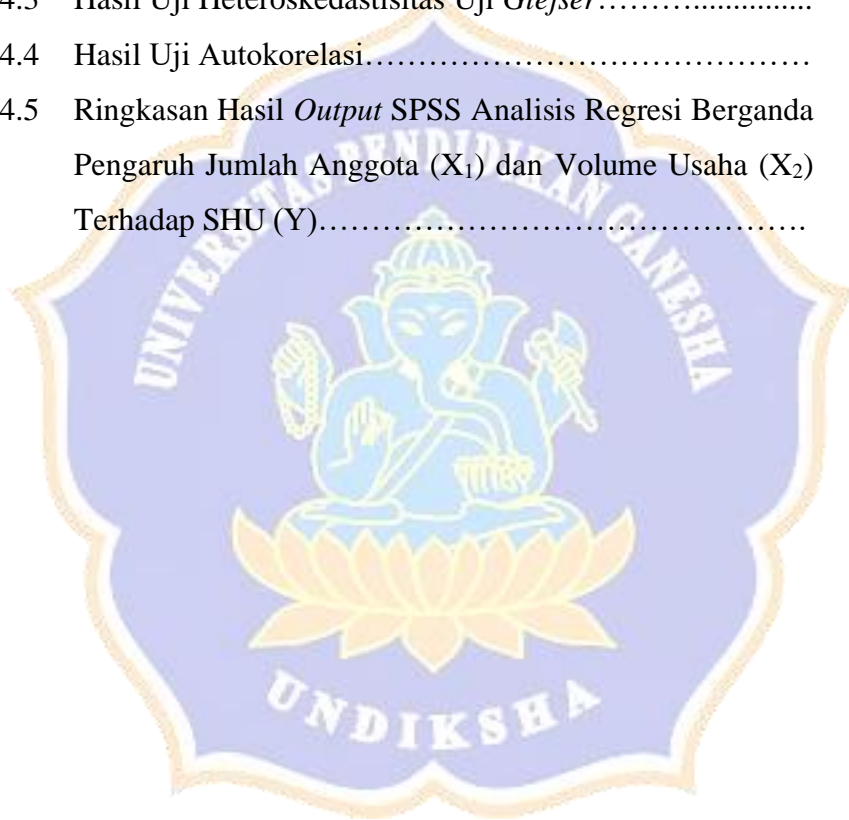 4.3 Hasil Uji Heteroskedastisitas Uji Gletser………...............
4.4 Hasil Uji Autokorelasi……………………………………
4.5 Ringkasan Hasil Output SPSS Analisis Regresi Berganda
Pengaruh Jumlah Anggota (X₁) dan Volume Usaha (X₂)
Terhadap SHU (Y)……………………………………….
UNIVERSITAS PENDIDIKAN GANESHA
UNDIKSHA